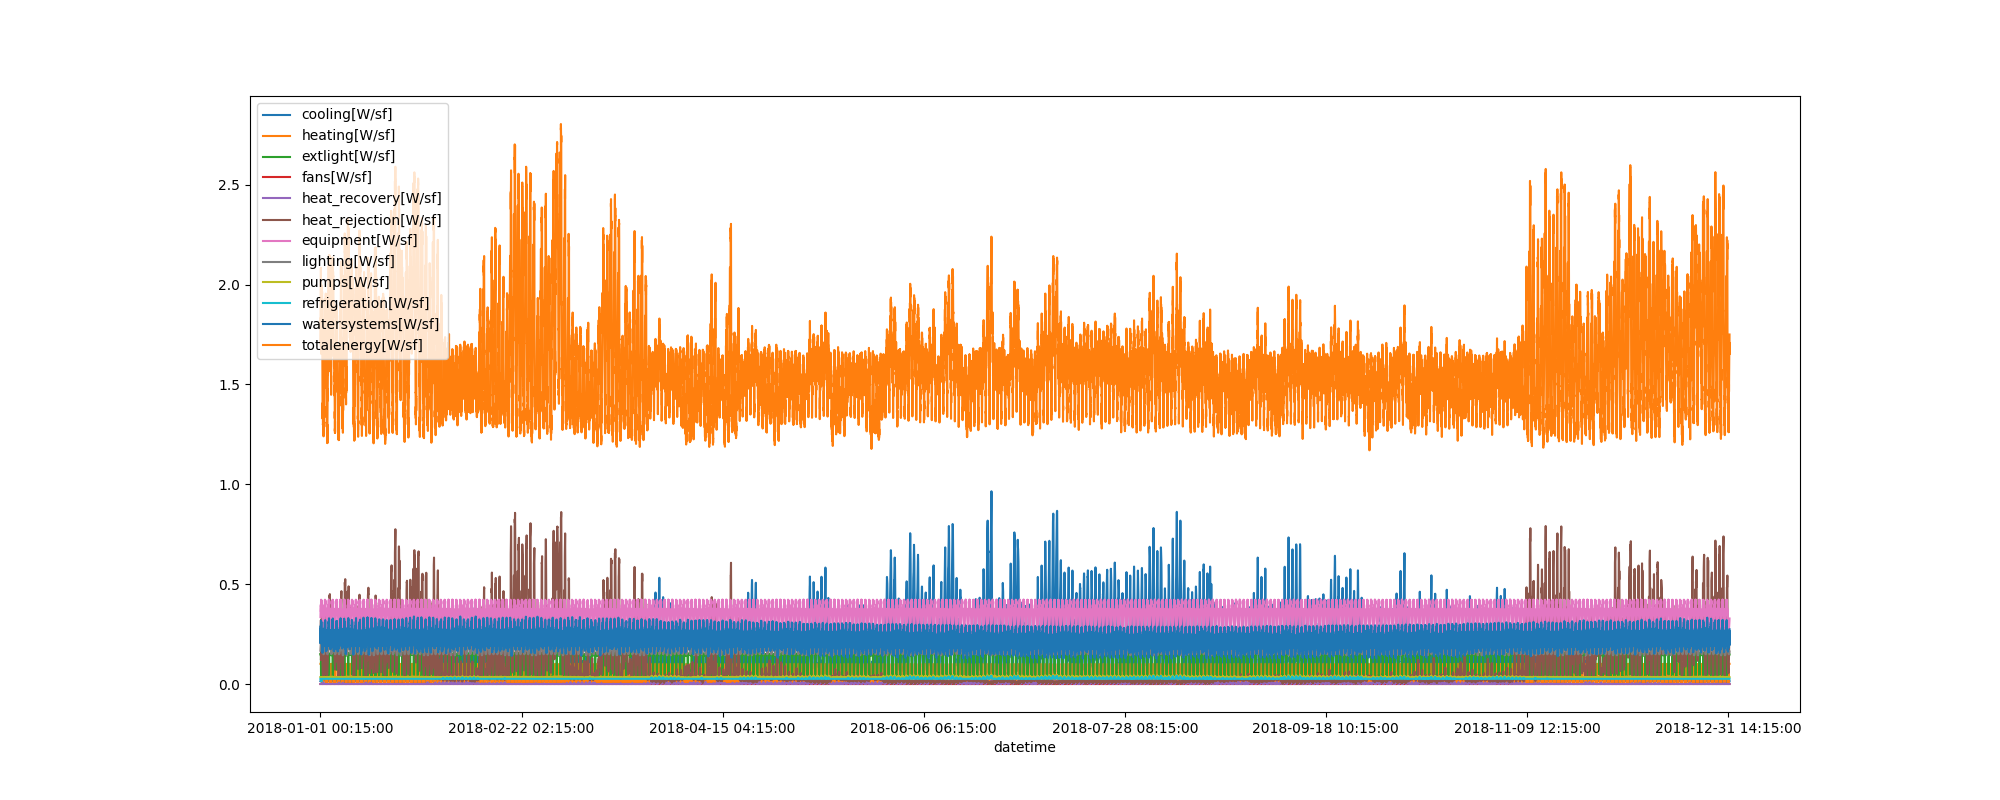 cooling[W/sf]
heating[W/sf]
extlight[W/sf]
fans[W/sf]
heat_recovery[W/sf]
heat_rejection[W/sf]
equipment[W/sf]
lighting[W/sf]
pumps[W/sf]
refrigeration[W/sf]
watersystems[W/sf]
totalenergy[W/sf]
2.5
2.0
1.5
1.0
0.5
0.0
2018-01-01 00:15:00
2018-02-22 02:15:00
2018-04-15 04:15:00
2018-06-06 06:15:00
2018-07-28 08:15:00
2018-09-18 10:15:00
2018-11-09 12:15:00
2018-12-31 14:15:00
datetime